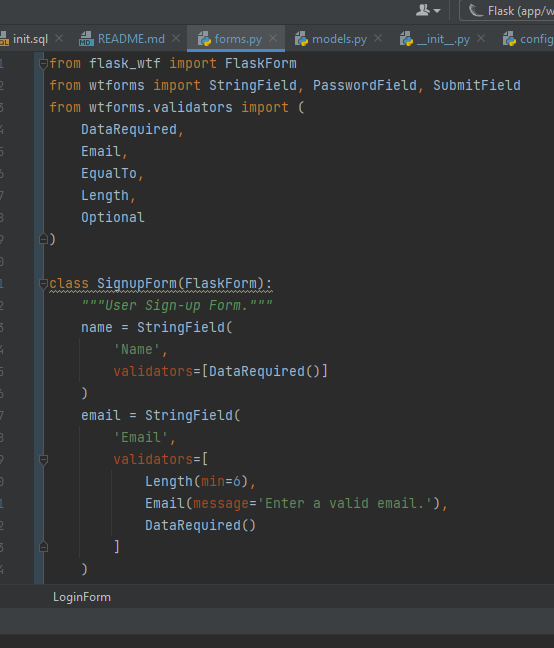 Flask (app/w
init.sql README.md forms.py models.py __init__.py config
from flask_wtf import FlaskForm
from wtforms import StringField, PasswordField, SubmitField
from wtforms.validators import (
    DataRequired,
    Email,
    EqualTo,
    Length,
    Optional
)
class SignupForm(FlaskForm):
    """User Sign-up Form."""
    name = StringField(
        'Name',
        validators=[DataRequired()]
    )
    email = StringField(
        'Email',
        validators=[
            Length(min=6),
            Email(message='Enter a valid email.'),
            DataRequired()
        ]
    )
LoginForm